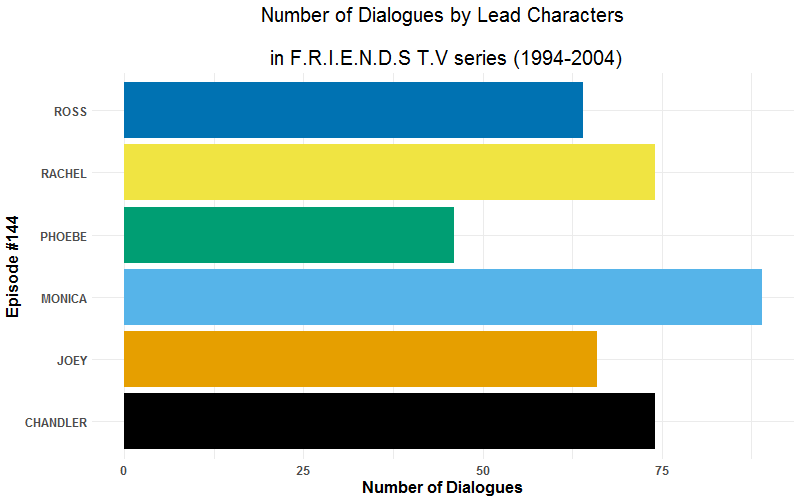 Number of Dialogues by Lead Characters
in F.R.I.E.N.D.S T.V series (1994-2004)
Episode #144
ROSS
RACHEL
PHOEBE
MONICA
JOEY
CHANDLER
0 25 50 75
Number of Dialogues